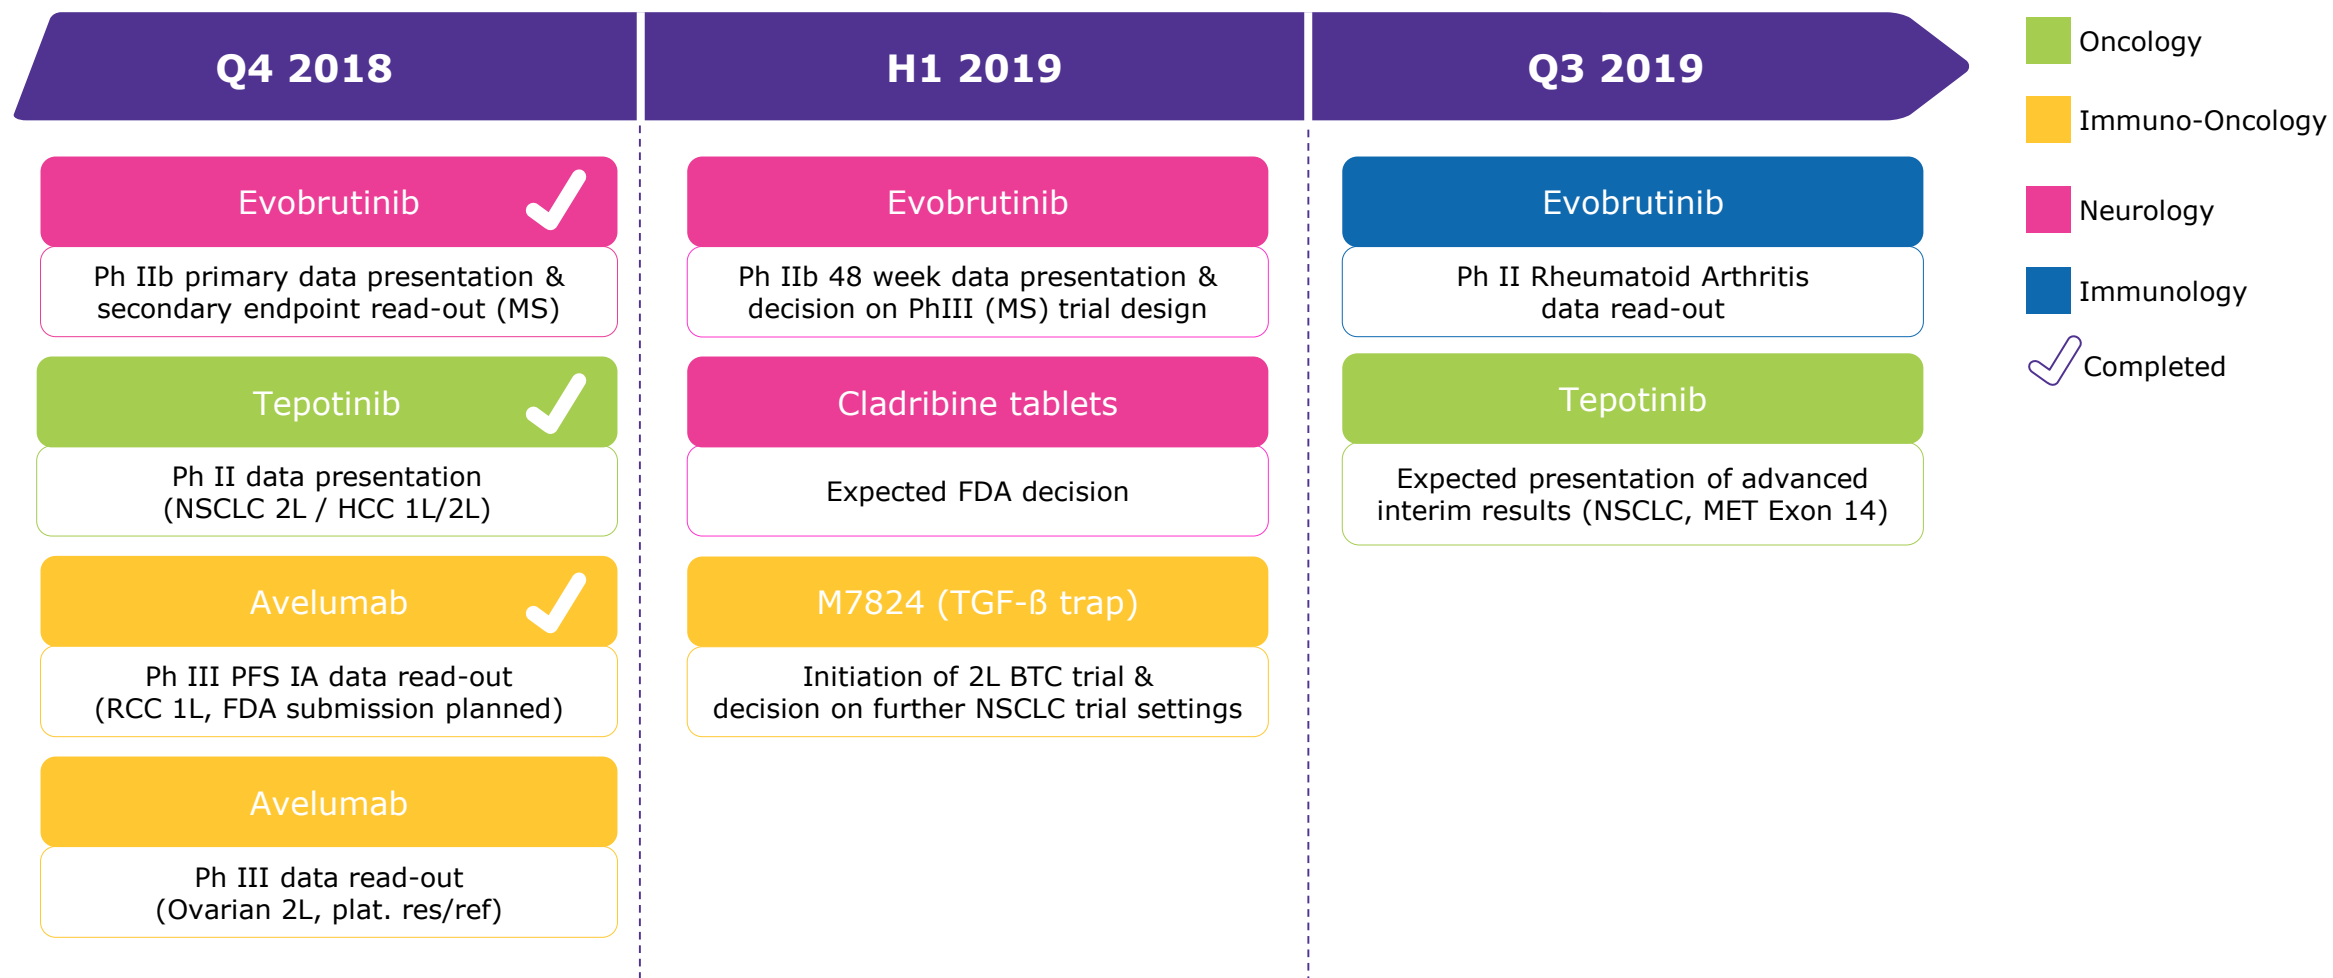 Q4 2018
H1 2019
Q3 2019
Evobrutinib
Ph IIb primary data presentation &
secondary endpoint read-out (MS)
Tepotinib
Ph II data presentation
(NSCLC 2L / HCC 1L/2L)
Avelumab
Ph III PFS IA data read-out
(RCC 1L, FDA submission planned)
Avelumab
Ph III data read-out
(Ovarian 2L, plat. res/ref)
Evobrutinib
Ph IIb 48 week data presentation &
decision on PhIII (MS) trial design
Cladribine tablets
Expected FDA decision
M7824 (TGF-ß trap)
Initiation of 2L BTC trial &
decision on further NSCLC trial settings
Evobrutinib
Ph II Rheumatoid Arthritis
data read-out
Tepotinib
Expected presentation of advanced
interim results (NSCLC, MET Exon 14)
Oncology
Immuno-Oncology
Neurology
Immunology
Completed